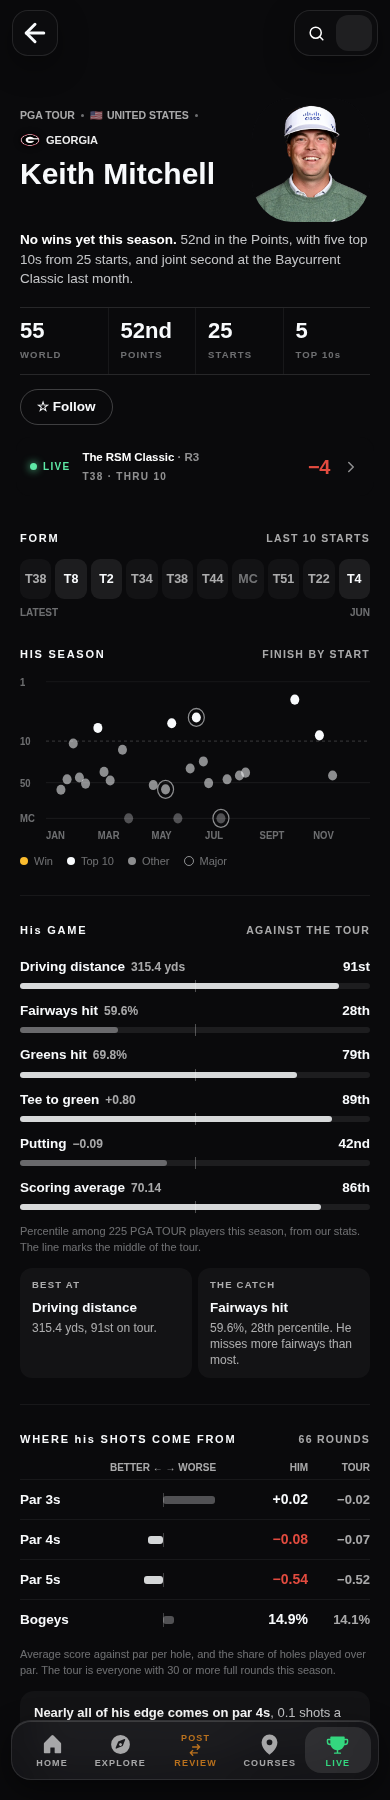 PGA TOUR • 🇺🇸 UNITED STATES •
GEORGIA
Keith Mitchell
No wins yet this season. 52nd in the Points, with five top
10s from 25 starts, and joint second at the Baycurrent
Classic last month.
55 52nd 25 5
WORLD POINTS STARTS TOP 10s
☆ Follow
LIVE
The RSM Classic · R3
T38 · THRU 10
−4
FORM LAST 10 STARTS
T38 T8 T2 T34 T38 T44 MC T51 T22 T4
LATEST JUN
HIS SEASON FINISH BY START
1
10
50
MC
JAN MAR MAY JUL SEPT NOV
Win Top 10 Other Major
His GAME AGAINST THE TOUR
Driving distance 315.4 yds 91st
Fairways hit 59.6% 28th
Greens hit 69.8% 79th
Tee to green +0.80 89th
Putting −0.09 42nd
Scoring average 70.14 86th
Percentile among 225 PGA TOUR players this season, from our stats.
The line marks the middle of the tour.
BEST AT
Driving distance
315.4 yds, 91st on tour.
THE CATCH
Fairways hit
59.6%, 28th percentile. He
misses more fairways than
most.
WHERE his SHOTS COME FROM 66 ROUNDS
BETTER ← → WORSE HIM TOUR
Par 3s +0.02 −0.02
Par 4s −0.08 −0.07
Par 5s −0.54 −0.52
Bogeys 14.9% 14.1%
Average score against par per hole, and the share of holes played over
par. The tour is everyone with 30 or more full rounds this season.
Nearly all of his edge comes on par 4s, 0.1 shots a
HOME EXPLORE POST REVIEW COURSES LIVE